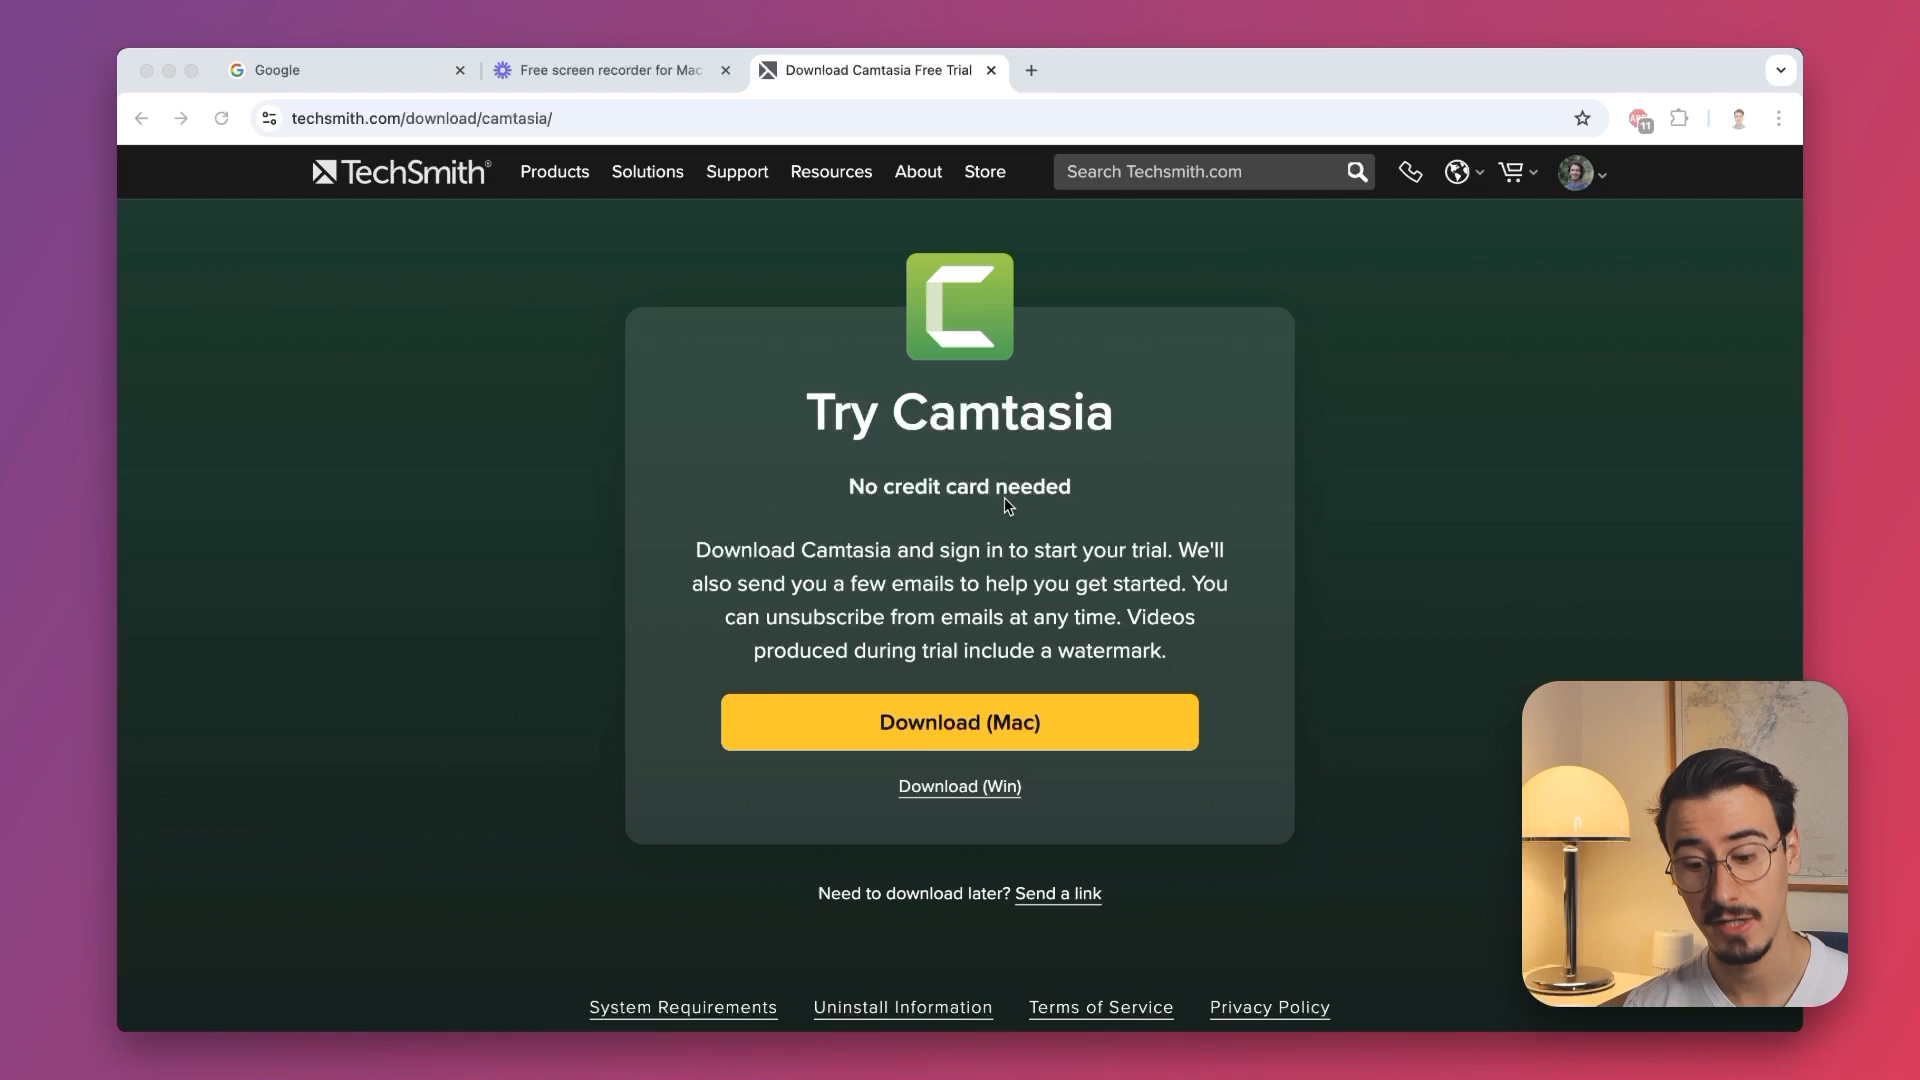 Google
Free screen recorder for Mac
Download Camtasia Free Trial
techsmith.com/download/camtasia/
11
TechSmith®
Products
Solutions
Support
Resources
About
Store
Search Techsmith.com
Try Camtasia
No credit card needed
Download Camtasia and sign in to start your trial. We'll
also send you a few emails to help you get started. You
can unsubscribe from emails at any time. Videos
produced during trial include a watermark.
Download (Mac)
Download (Win)
Need to download later? Send a link
System Requirements
Uninstall Information
Terms of Service
Privacy Policy